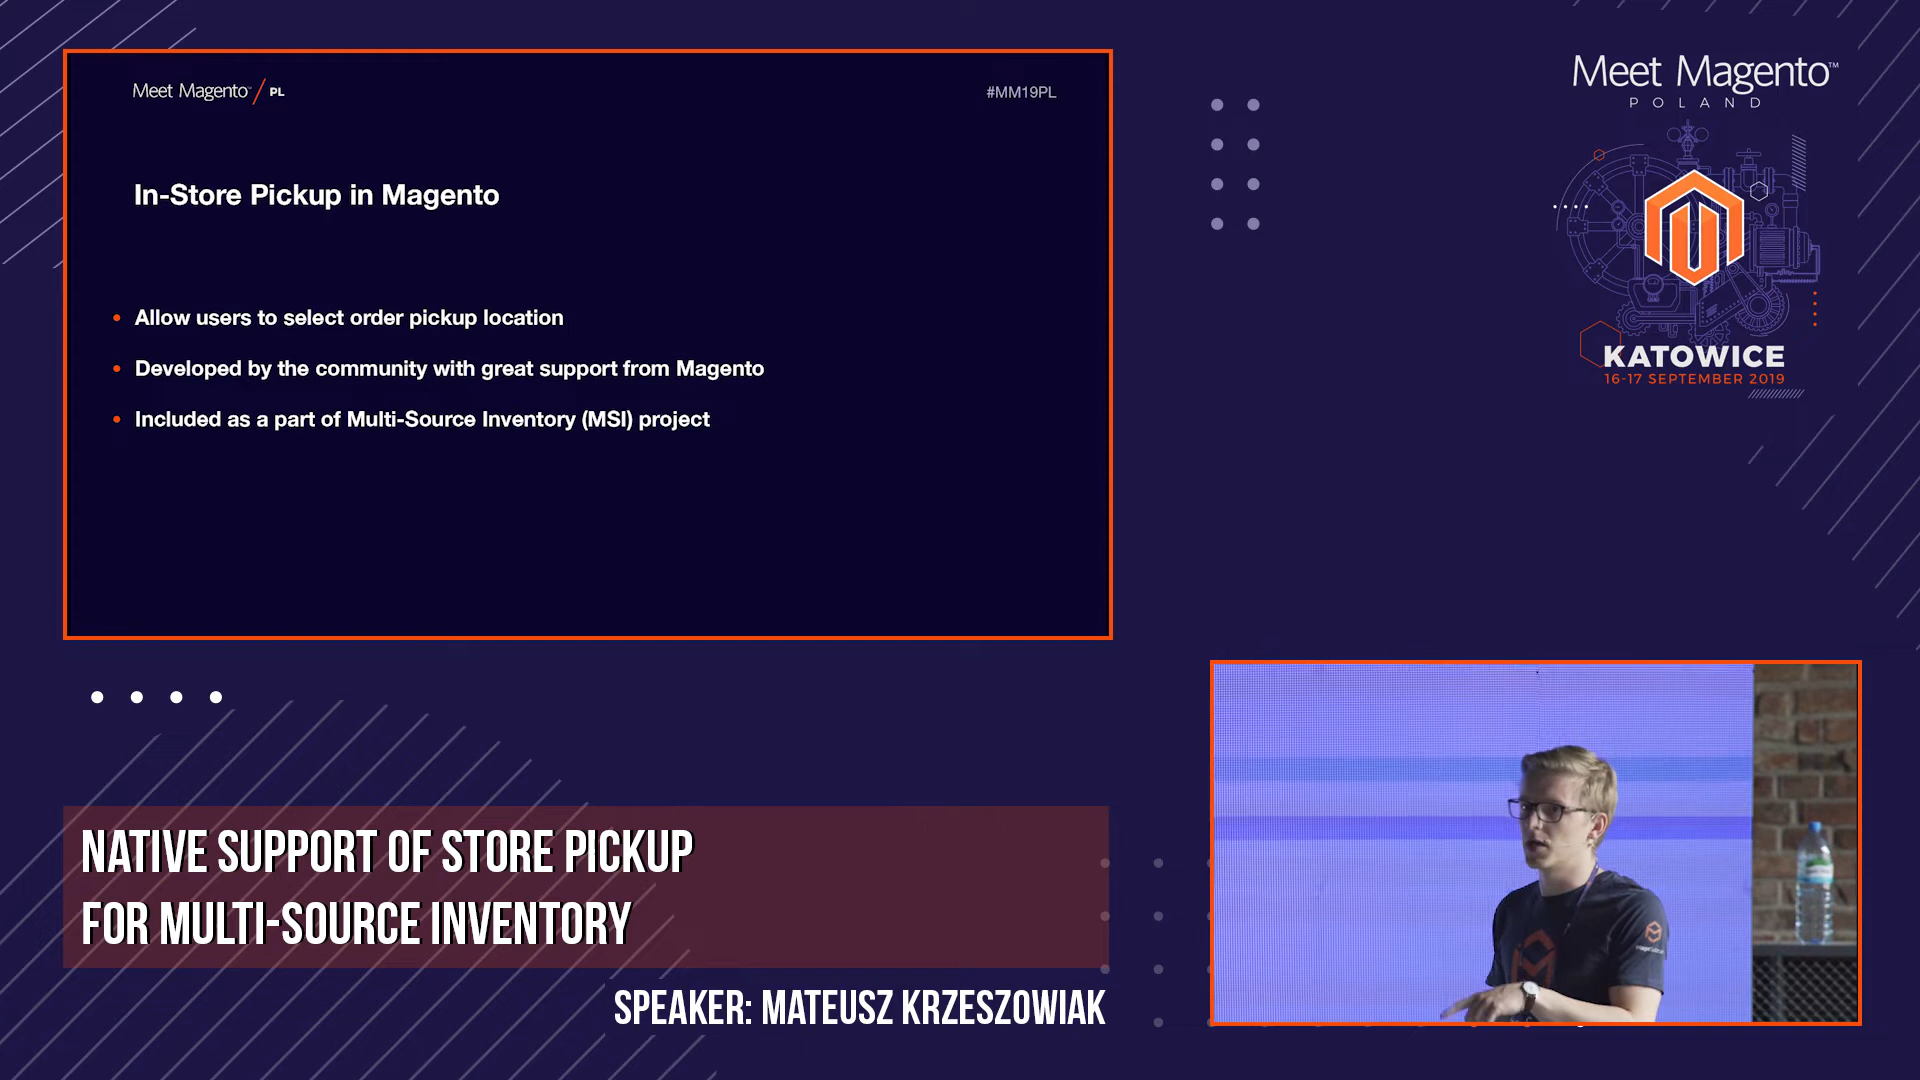 Meet Magento / PL
#MM19PL
In-Store Pickup in Magento
• Allow users to select order pickup location
• Developed by the community with great support from Magento
• Included as a part of Multi-Source Inventory (MSI) project
Meet Magento™
POLAND
KATOWICE
16-17 SEPTEMBER 2019
NATIVE SUPPORT OF STORE PICKUP
FOR MULTI-SOURCE INVENTORY
SPEAKER: MATEUSZ KRZESZOWIAK